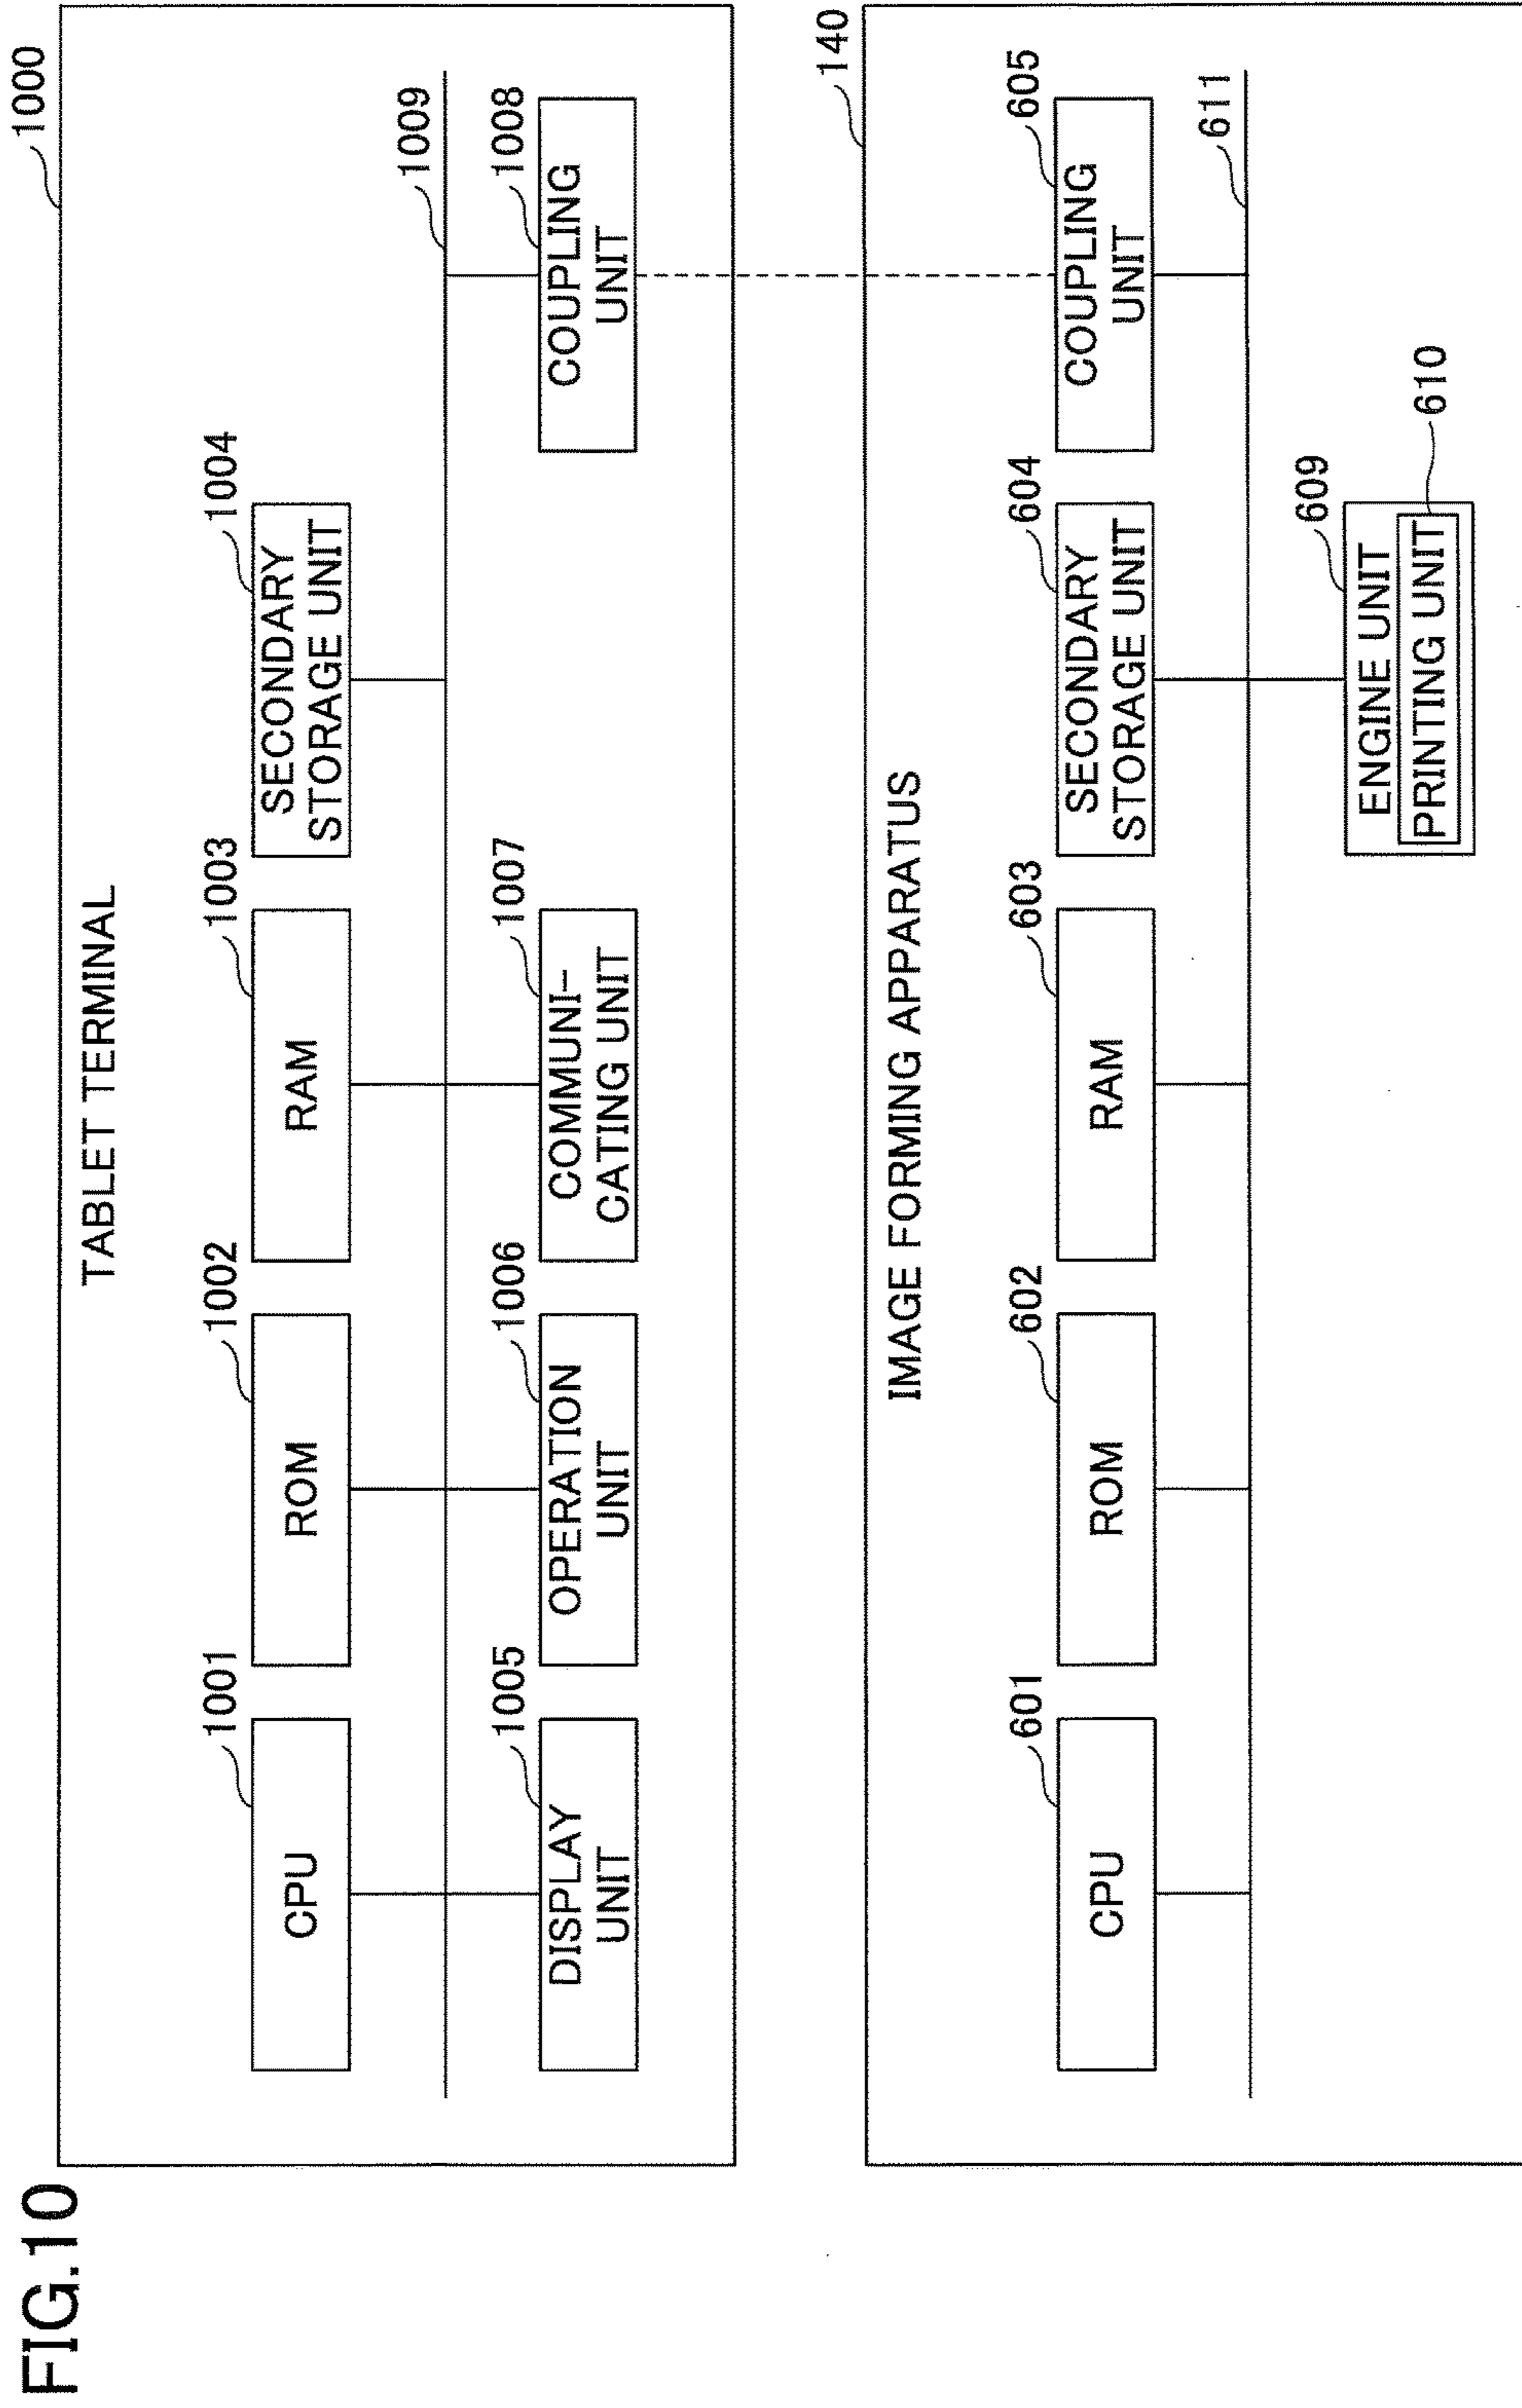 FIG.10
1000
TABLET TERMINAL
1001
1002
1003
1004
CPU
ROM
RAM
SECONDARY
STORAGE UNIT
1009
1005
1006
1007
1008
DISPLAY
UNIT
OPERATION
UNIT
COMMUNI-
CATING UNIT
COUPLING
UNIT
140
IMAGE FORMING APPARATUS
601
602
603
604
605
CPU
ROM
RAM
SECONDARY
STORAGE UNIT
COUPLING
UNIT
611
609
ENGINE UNIT
610
PRINTING UNIT